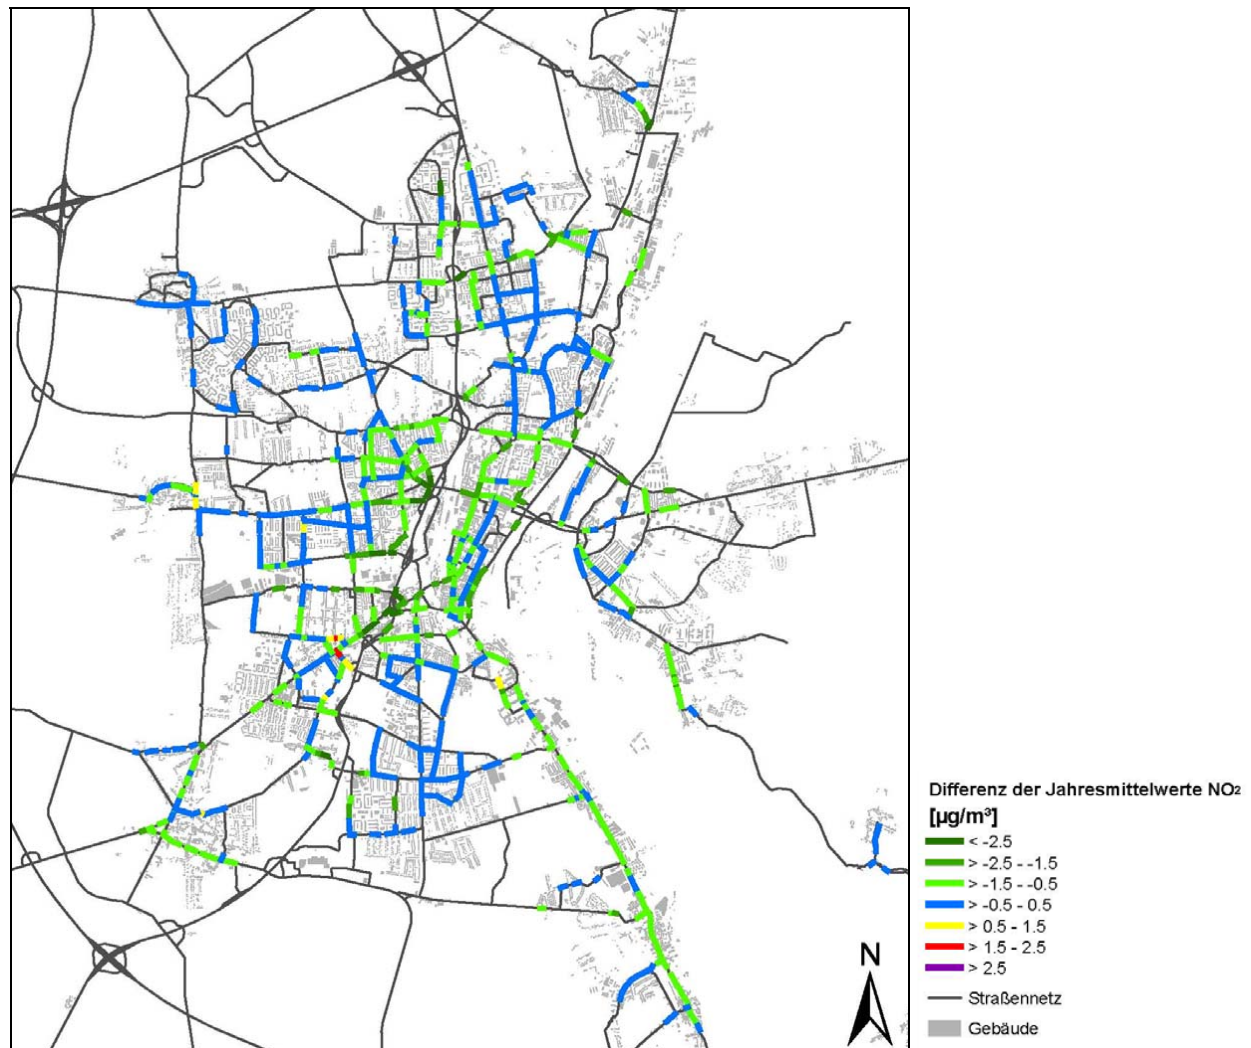 N
Differenz der Jahresmittelwerte NO2
[µg/m³]
< -2.5
> -2.5 - -1.5
> -1.5 - -0.5
> -0.5 - 0.5
> 0.5 - 1.5
> 1.5 - 2.5
> 2.5
Straßennetz
Gebäude